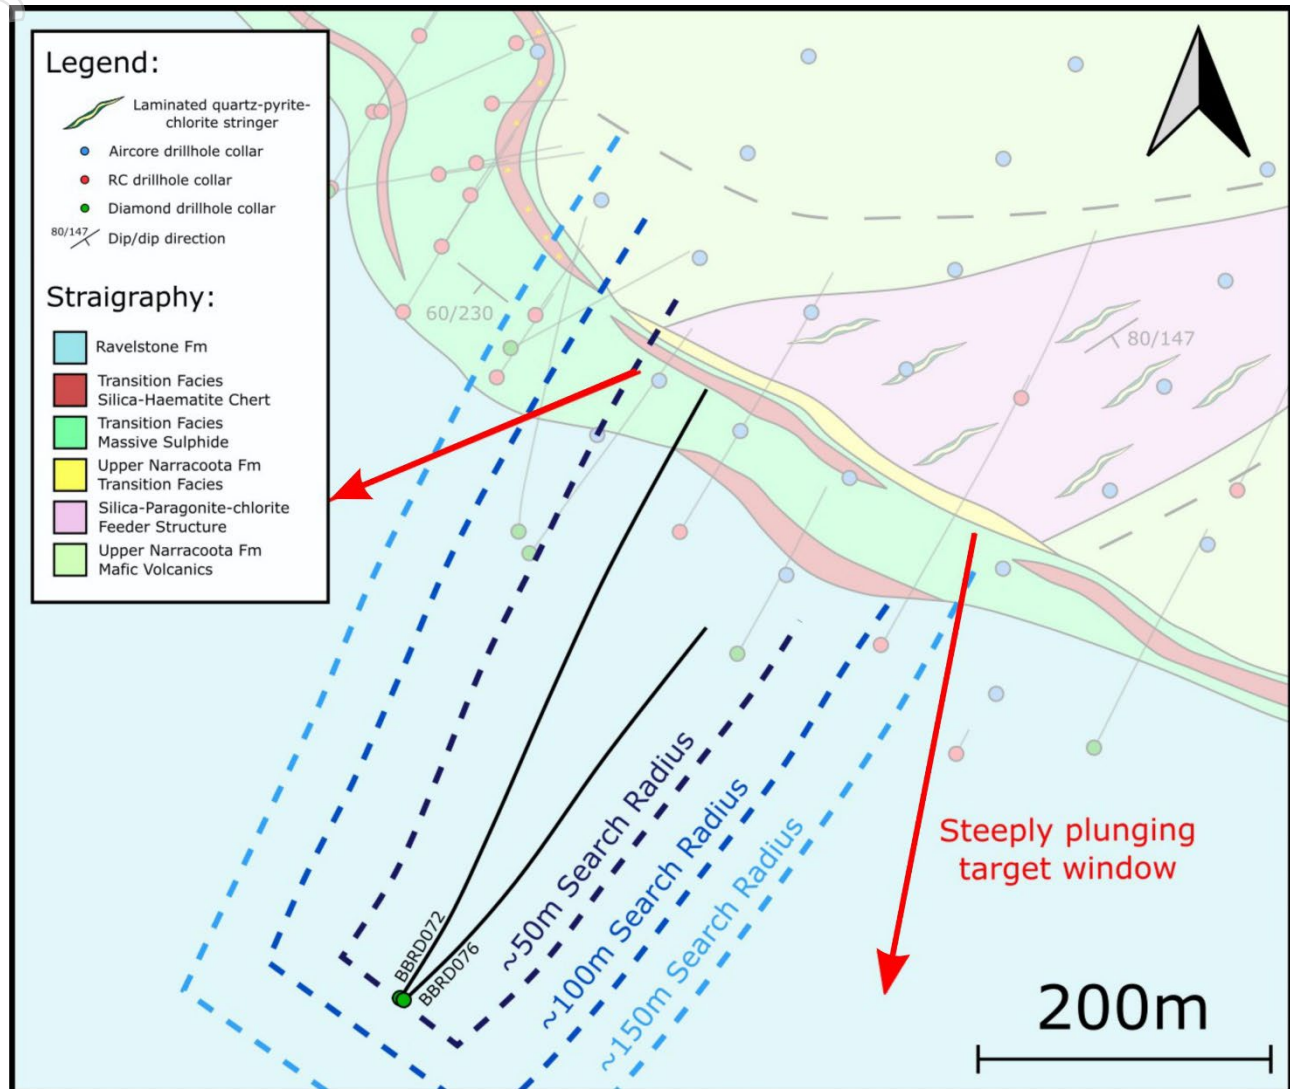 Legend:
Laminated quartz-pyrite-
chlorite stringer
Aircore drillhole collar
RC drillhole collar
Diamond drillhole collar
80/147
Dip/dip direction
Straigraphy:
Ravelstone Fm
Transition Facies
Silica-Haematite Chert
Transition Facies
Massive Sulphide
Upper Narracoota Fm
Transition Facies
Silica-Paragonite-chlorite
Feeder Structure
Upper Narracoota Fm
Mafic Volcanics
60/230
80/147
BBRD072
BBRD076
~50m Search Radius
~100m Search Radius
~150m Search Radius
Steeply plunging
target window
200m